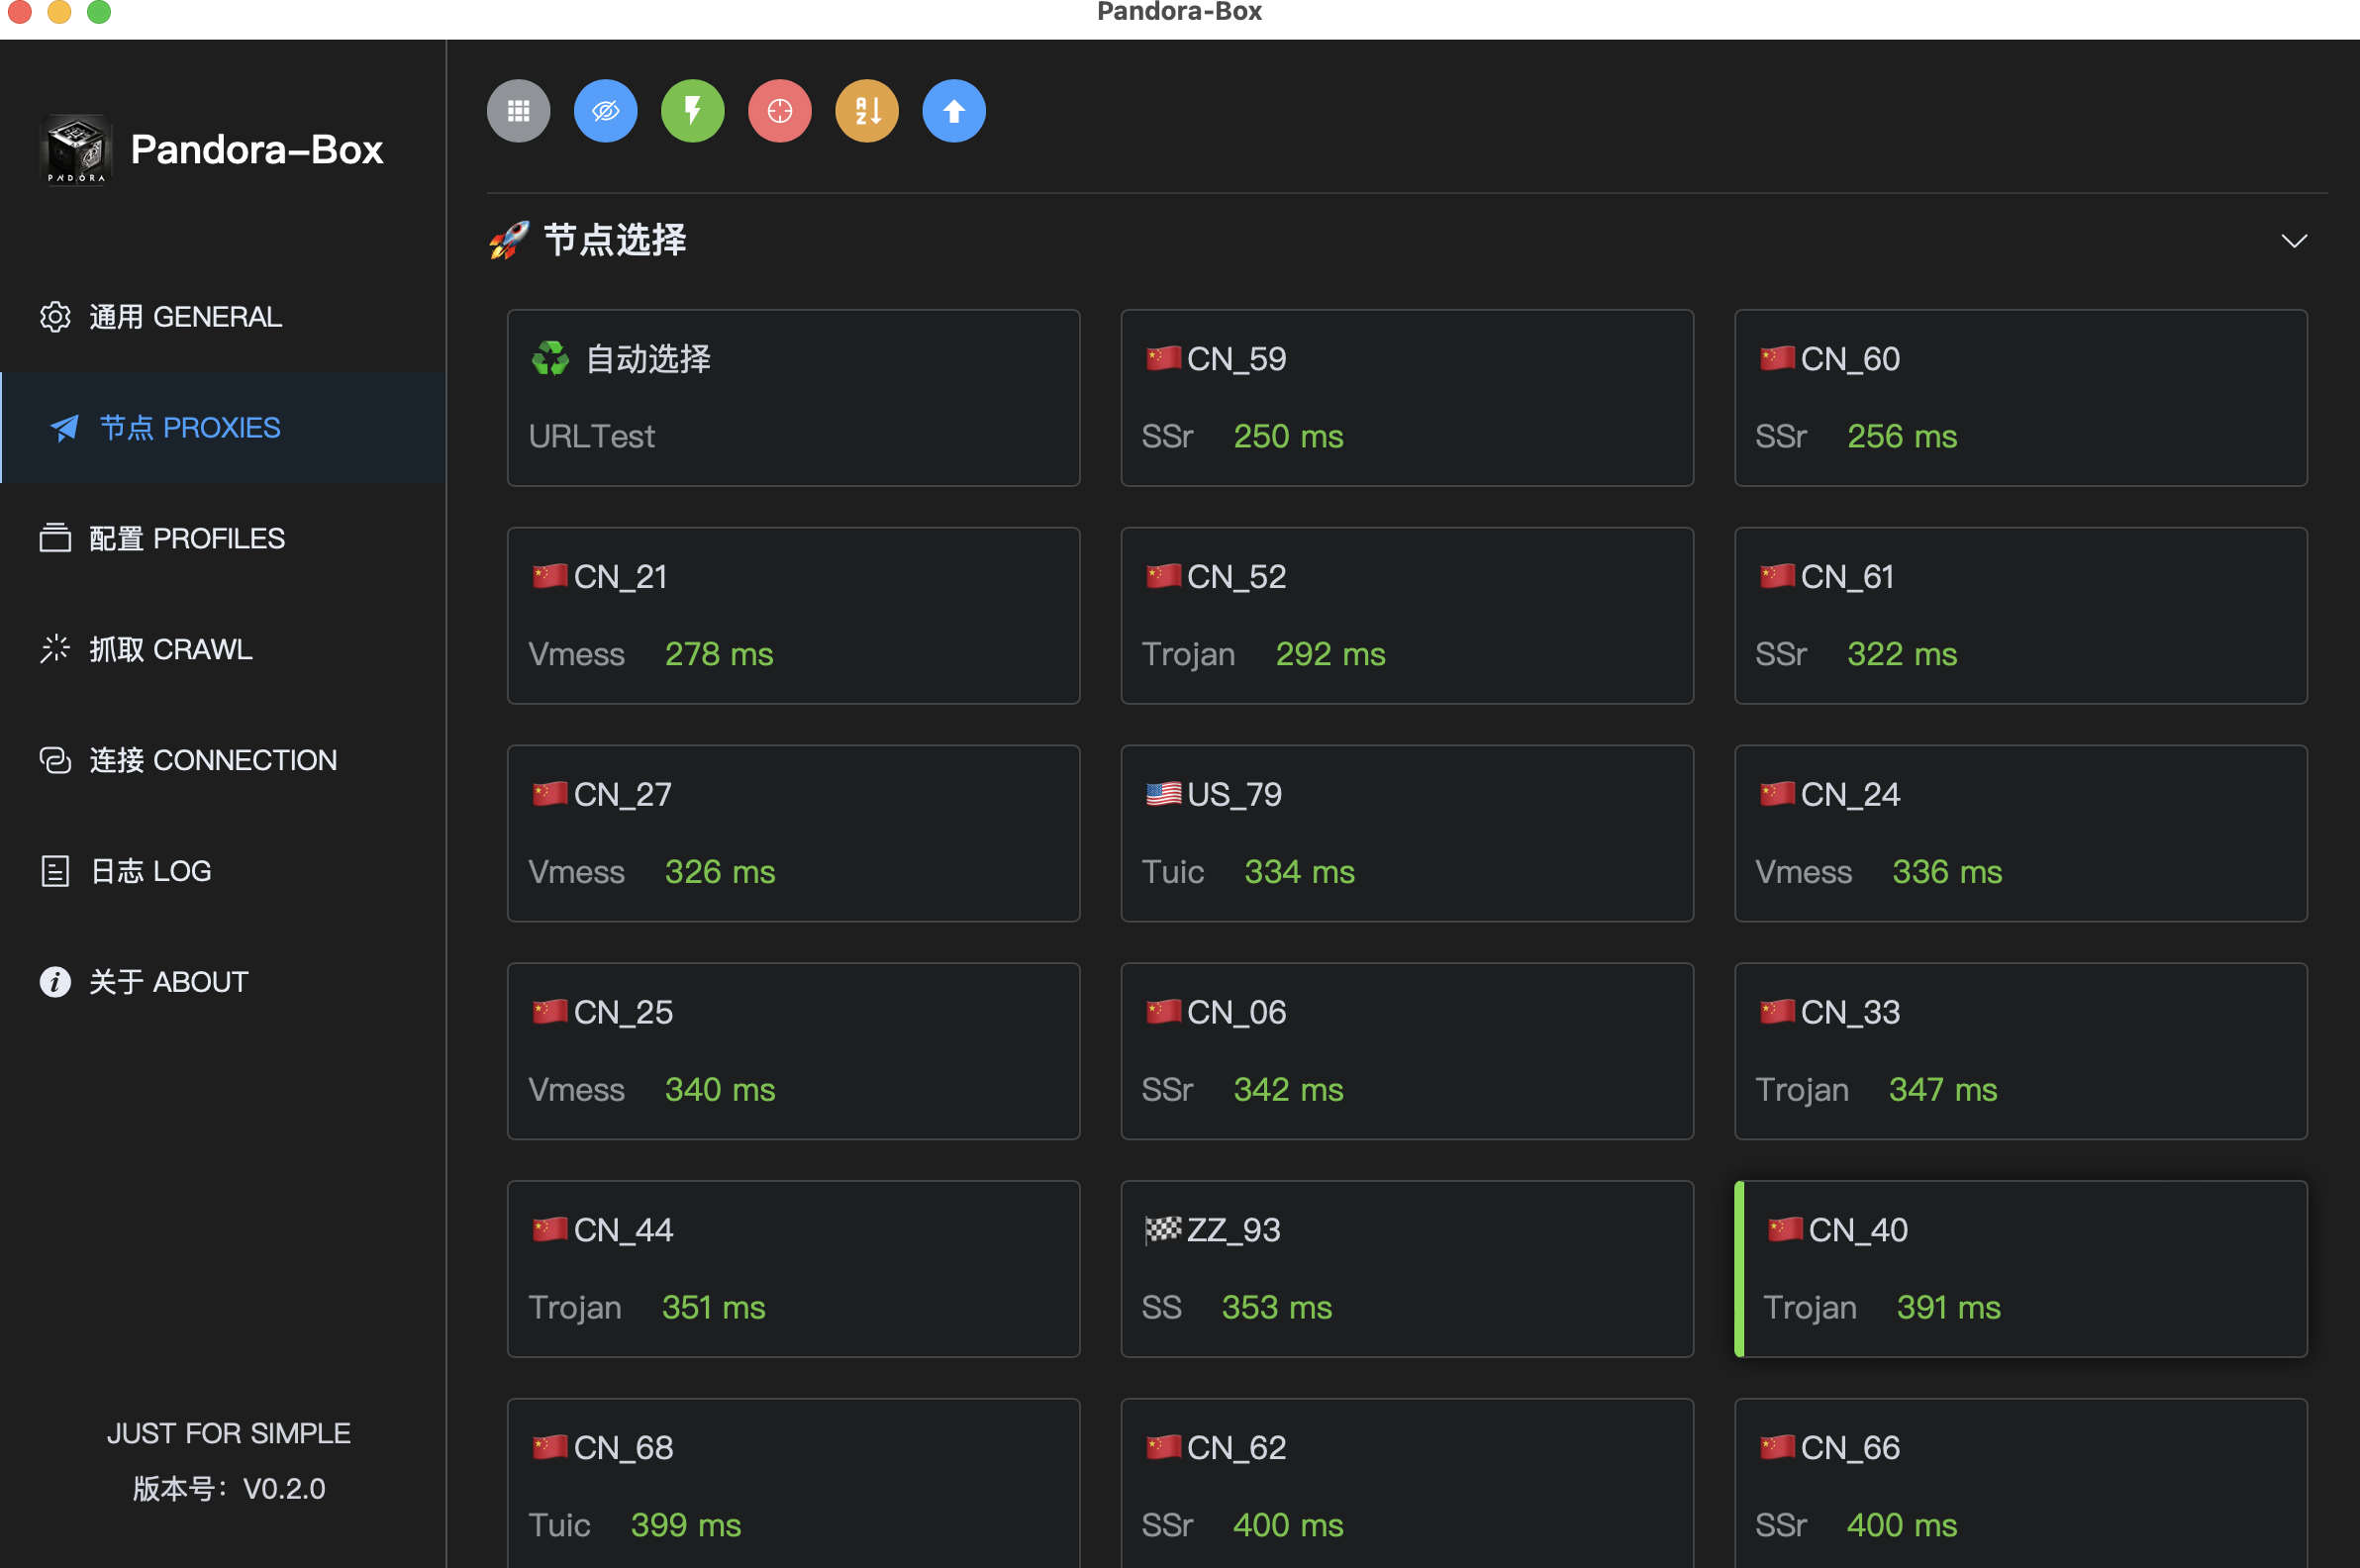 Pandora-Box
PANDORA
Pandora-Box
通用 GENERAL
节点 PROXIES
配置 PROFILES
抓取 CRAWL
连接 CONNECTION
日志 LOG
关于 ABOUT
JUST FOR SIMPLE
版本号：V0.2.0
🚀 节点选择
♻️ 自动选择
URLTest
🇨🇳CN_59
SSr 250 ms
🇨🇳CN_60
SSr 256 ms
🇨🇳CN_21
Vmess 278 ms
🇨🇳CN_52
Trojan 292 ms
🇨🇳CN_61
SSr 322 ms
🇨🇳CN_27
Vmess 326 ms
🇺🇸US_79
Tuic 334 ms
🇨🇳CN_24
Vmess 336 ms
🇨🇳CN_25
Vmess 340 ms
🇨🇳CN_06
SSr 342 ms
🇨🇳CN_33
Trojan 347 ms
🇨🇳CN_44
Trojan 351 ms
🏁ZZ_93
SS 353 ms
🇨🇳CN_40
Trojan 391 ms
🇨🇳CN_68
Tuic 399 ms
🇨🇳CN_62
SSr 400 ms
🇨🇳CN_66
SSr 400 ms